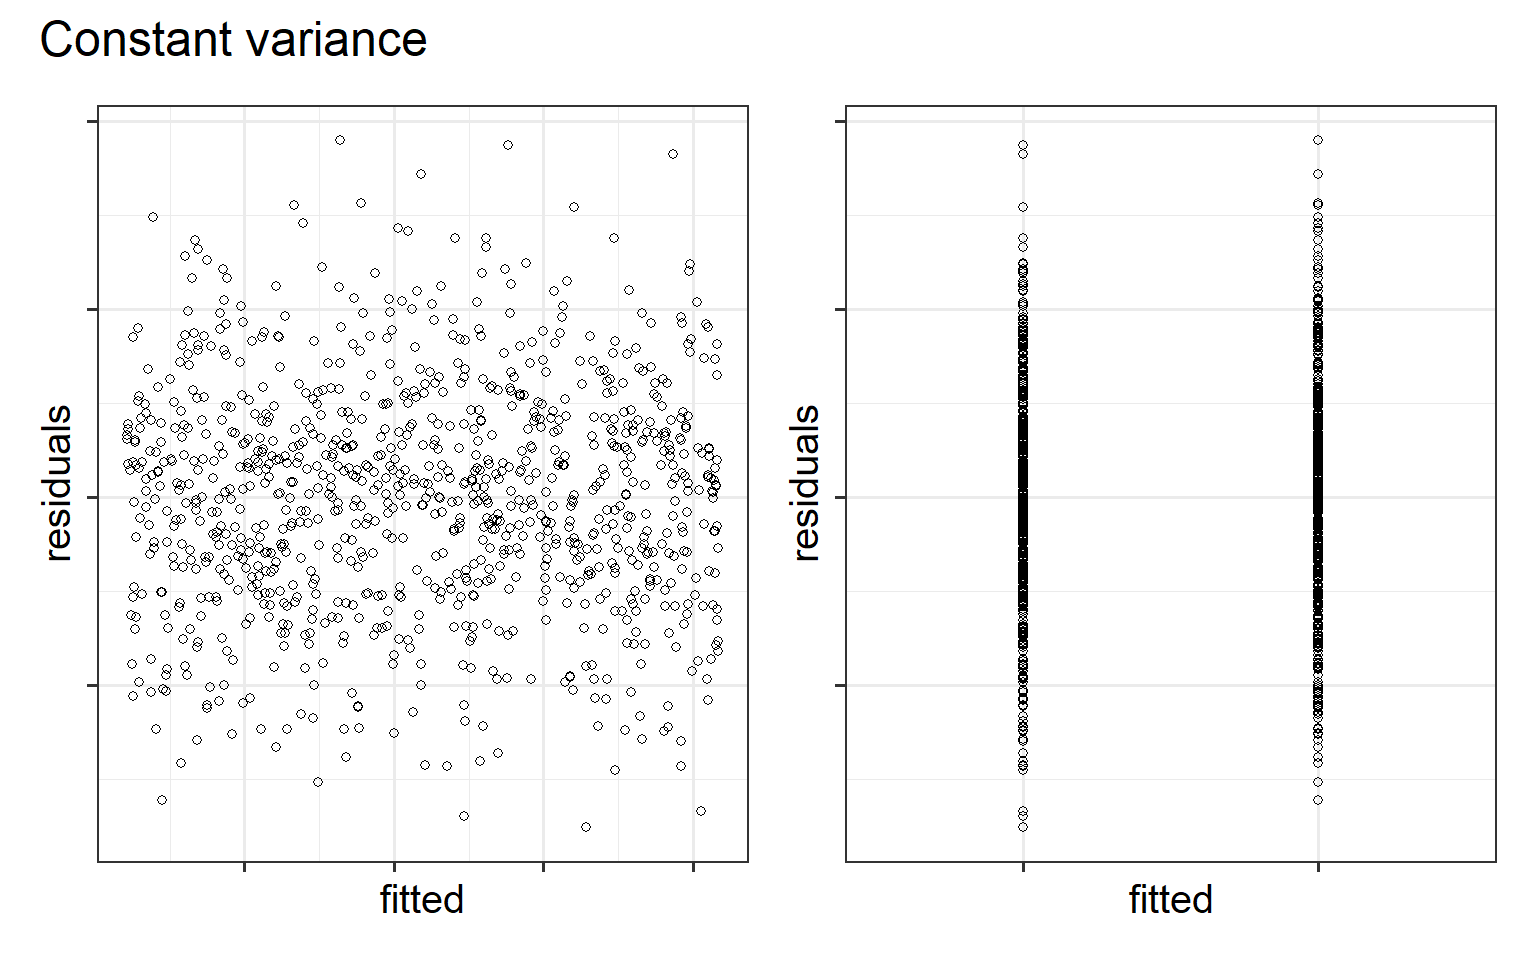 Constant variance
residuals
fitted
residuals
fitted